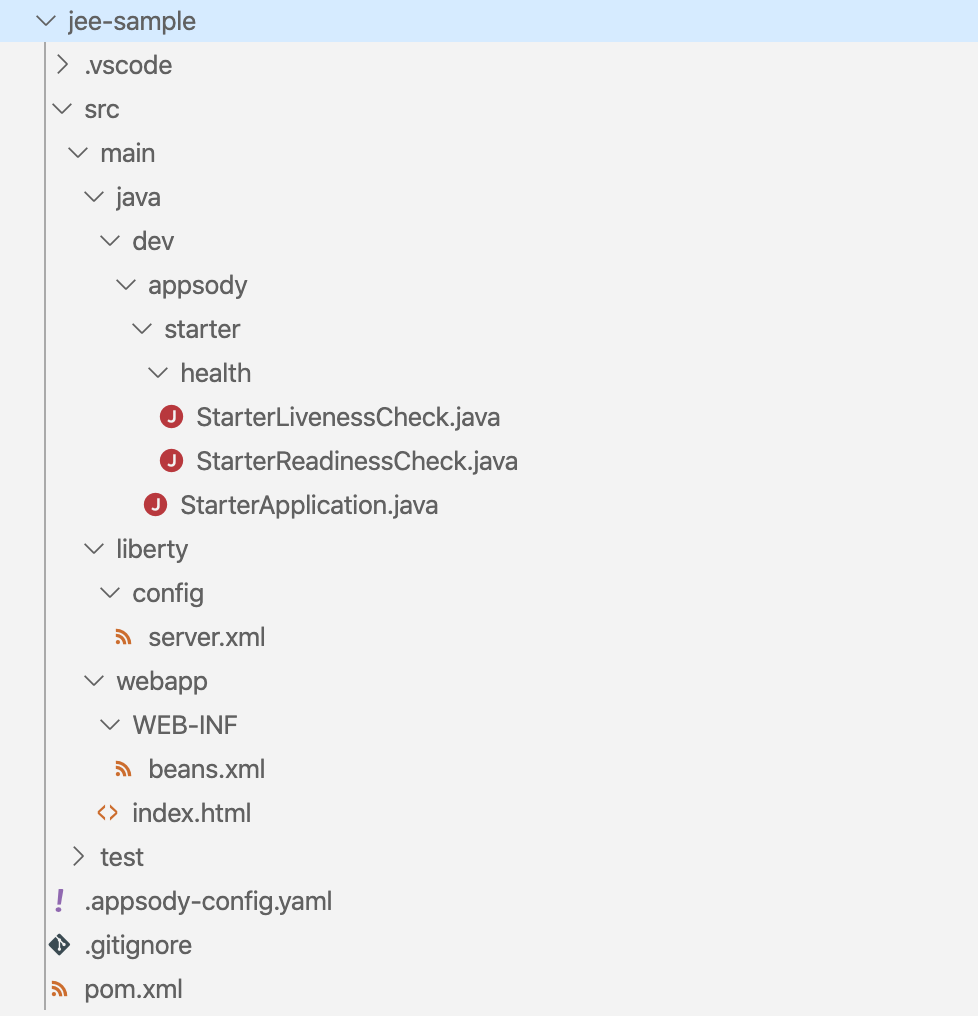 jee-sample
.vscode
src
main
java
dev
appsody
starter
health
StarterLivenessCheck.java
StarterReadinessCheck.java
StarterApplication.java
liberty
config
server.xml
webapp
WEB-INF
beans.xml
index.html
test
.appsody-config.yaml
.gitignore
pom.xml